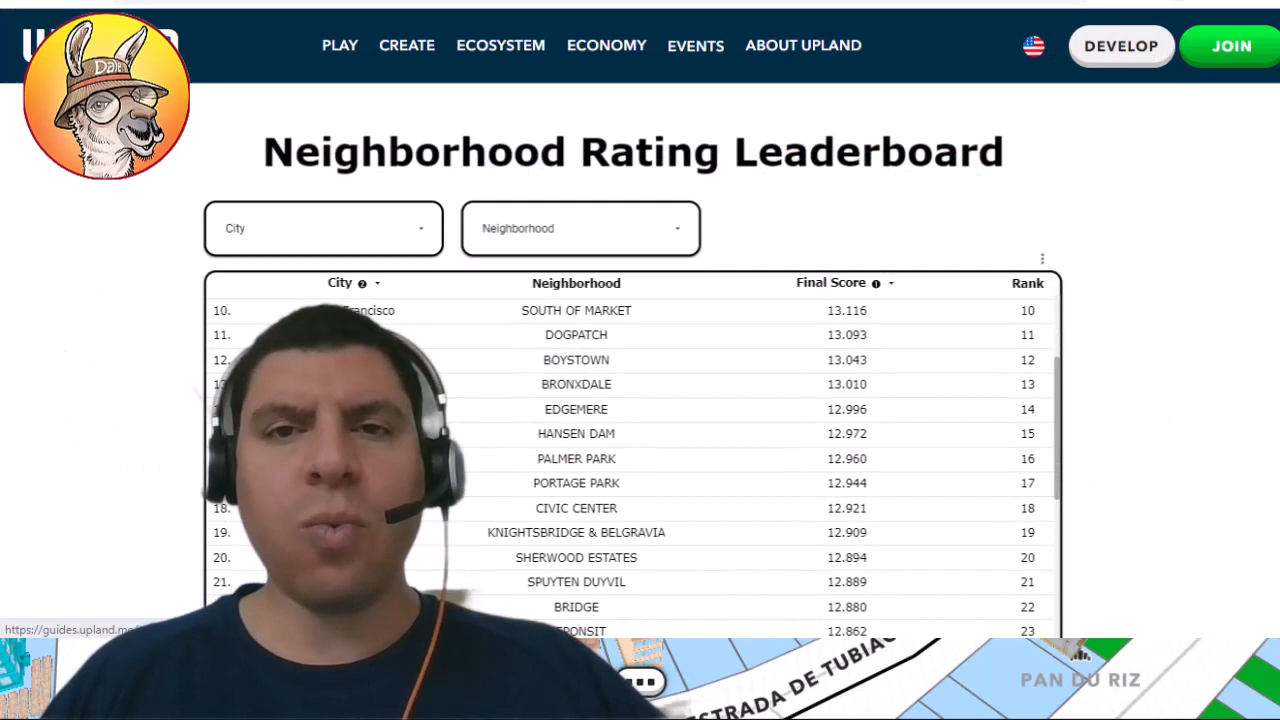 Dale
PLAY CREATE ECOSYSTEM ECONOMY EVENTS ABOUT UPLAND DEVELOP JOIN
Neighborhood Rating Leaderboard
City Neighborhood
City Neighborhood Final Score Rank
10. Francisco SOUTH OF MARKET 13.116 10
11. DOGPATCH 13.093 11
12. BOYSTOWN 13.043 12
BRONXDALE 13.010 13
EDGEMERE 12.996 14
HANSEN DAM 12.972 15
PALMER PARK 12.960 16
PORTAGE PARK 12.944 17
18. CIVIC CENTER 12.921 18
19. KNIGHTSBRIDGE & BELGRAVIA 12.909 19
20. SHERWOOD ESTATES 12.894 20
21. SPUYTEN DUYVIL 12.889 21
BRIDGE 12.880 22
12.862 23
https://guides.upland.me/
ESTRADA DE TUBIAC
PAN DU RIZ